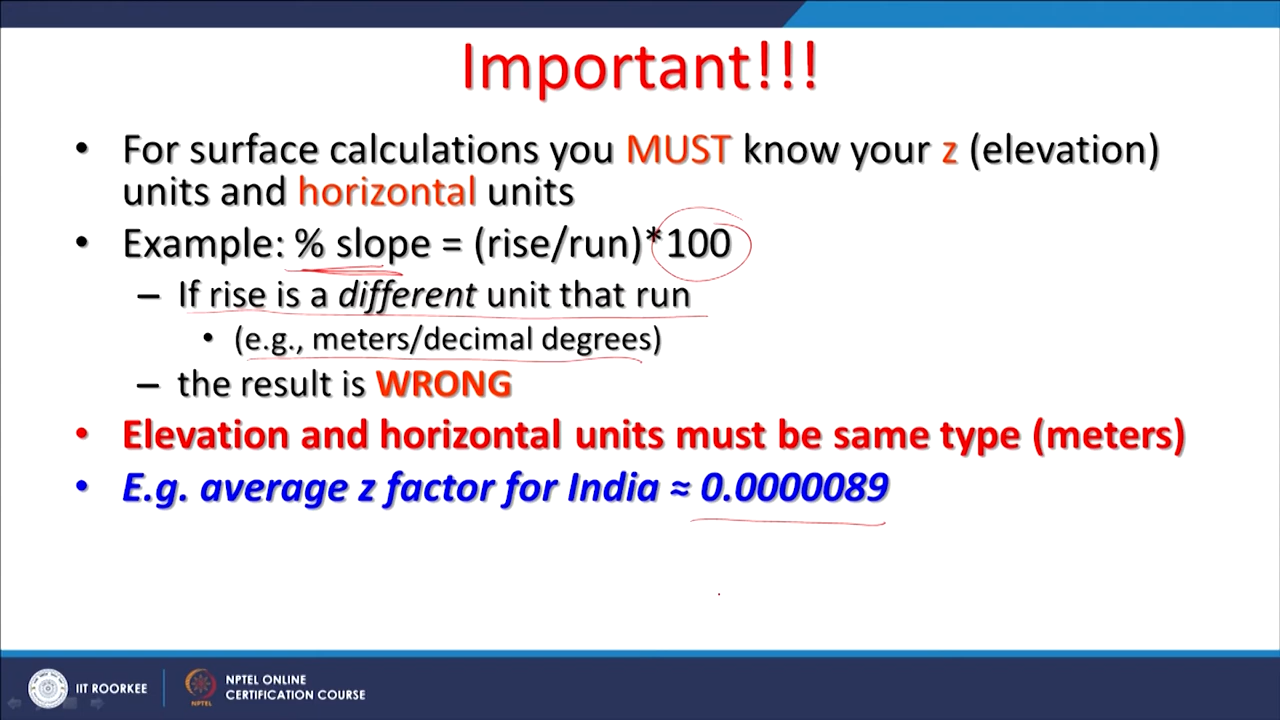 Important!!!
• For surface calculations you MUST know your z (elevation)
units and horizontal units
• Example: % slope = (rise/run)*100
– If rise is a different unit that run
• (e.g., meters/decimal degrees)
– the result is WRONG
• Elevation and horizontal units must be same type (meters)
• E.g. average z factor for India ≈ 0.0000089
IIT ROORKEE
NPTEL
NPTEL ONLINE
CERTIFICATION COURSE